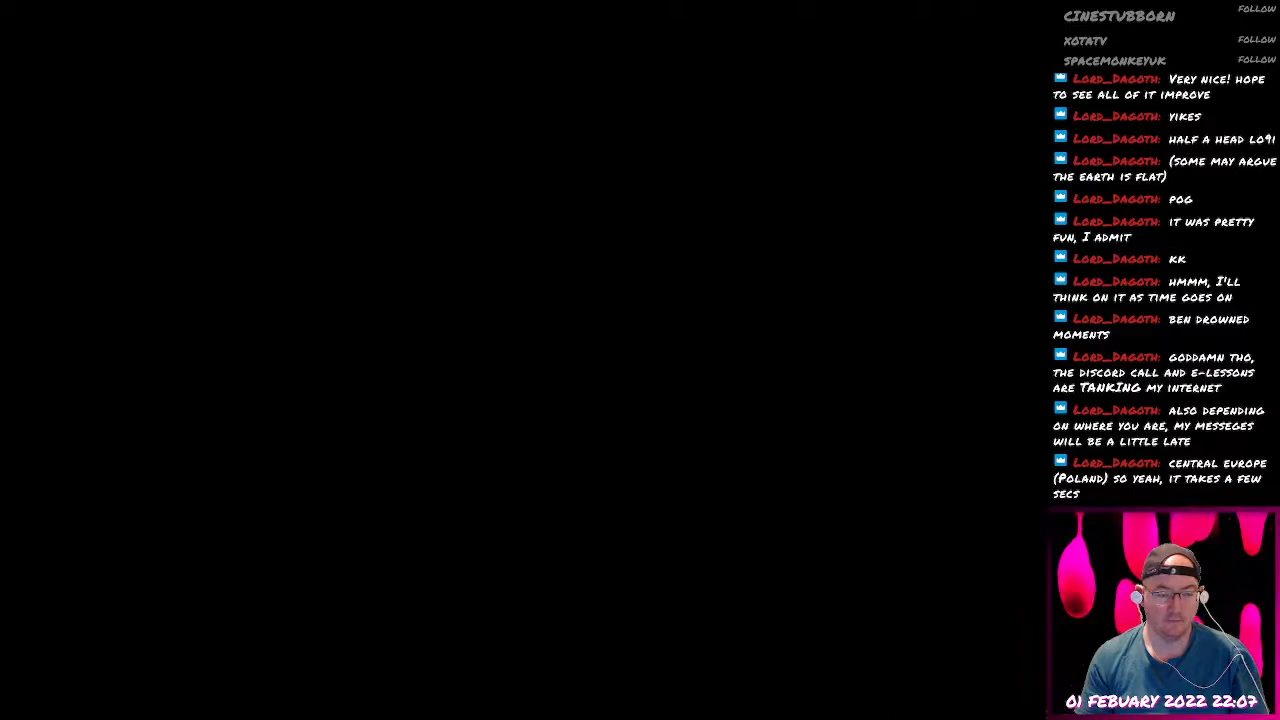 CINESTUBBORN FOLLOW
XOTATV FOLLOW
SPACEMONKEYUK FOLLOW
Lord_Dagoth: Very nice! hope
to see all of it improve
Lord_Dagoth: yikes
Lord_Dagoth: half a head lo9i
Lord_Dagoth: (some may argue
the earth is flat)
Lord_Dagoth: pog
Lord_Dagoth: it was pretty
fun, I admit
Lord_Dagoth: kk
Lord_Dagoth: hmmm, I'll
think on it as time goes on
Lord_Dagoth: ben drowned
moments
Lord_Dagoth: goddamn tho,
the discord call and e-lessons
are TANKING my internet
Lord_Dagoth: also depending
on where you are, my messeges
will be a little late
Lord_Dagoth: central europe
(Poland) so yeah, it takes a few
secs
01 FEBUARY 2022 22:07